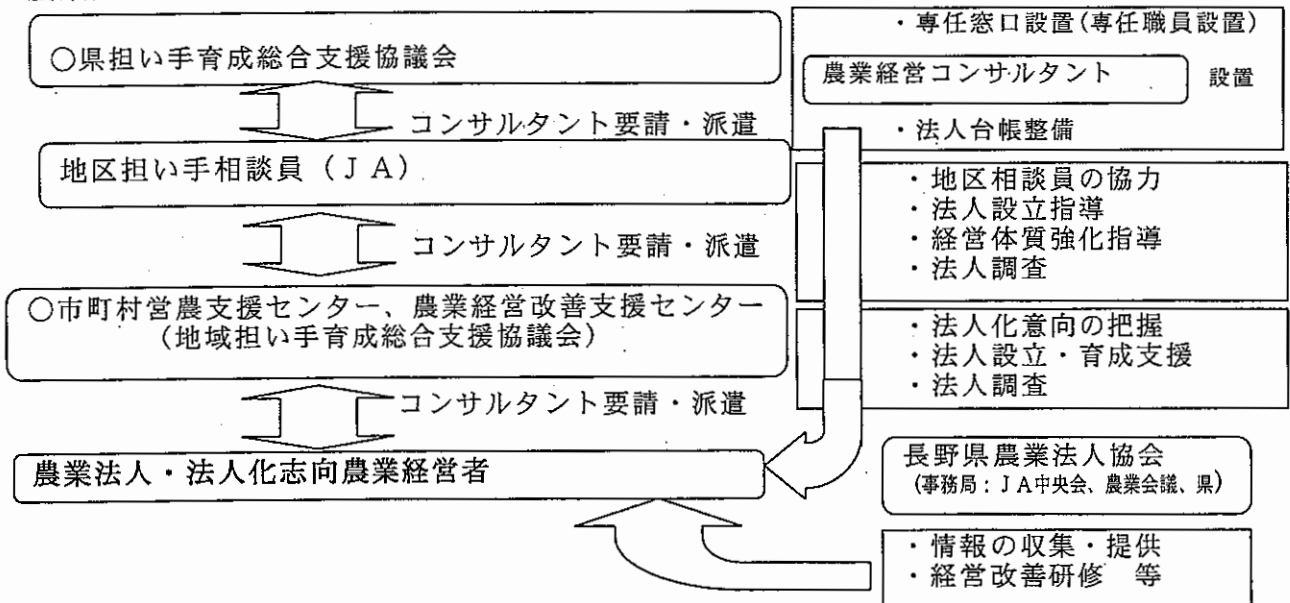 ○県担い手育成総合支援協議会
・専任窓口設置(専任職員設置)
農業経営コンサルタント 設置
・法人台帳整備
コンサルタント要請・派遣
地区担い手相談員(JA)
・地区相談員の協力
・法人設立指導
・経営体質強化指導
・法人調査
コンサルタント要請・派遣
○市町村営農支援センター、農業経営改善支援センター
(地域担い手育成総合支援協議会)
・法人化意向の把握
・法人設立・育成支援
・法人調査
コンサルタント要請・派遣
農業法人・法人化志向農業経営者
長野県農業法人協会
(事務局:JA中央会、農業会議、県)
・情報の収集・提供
・経営改善研修 等